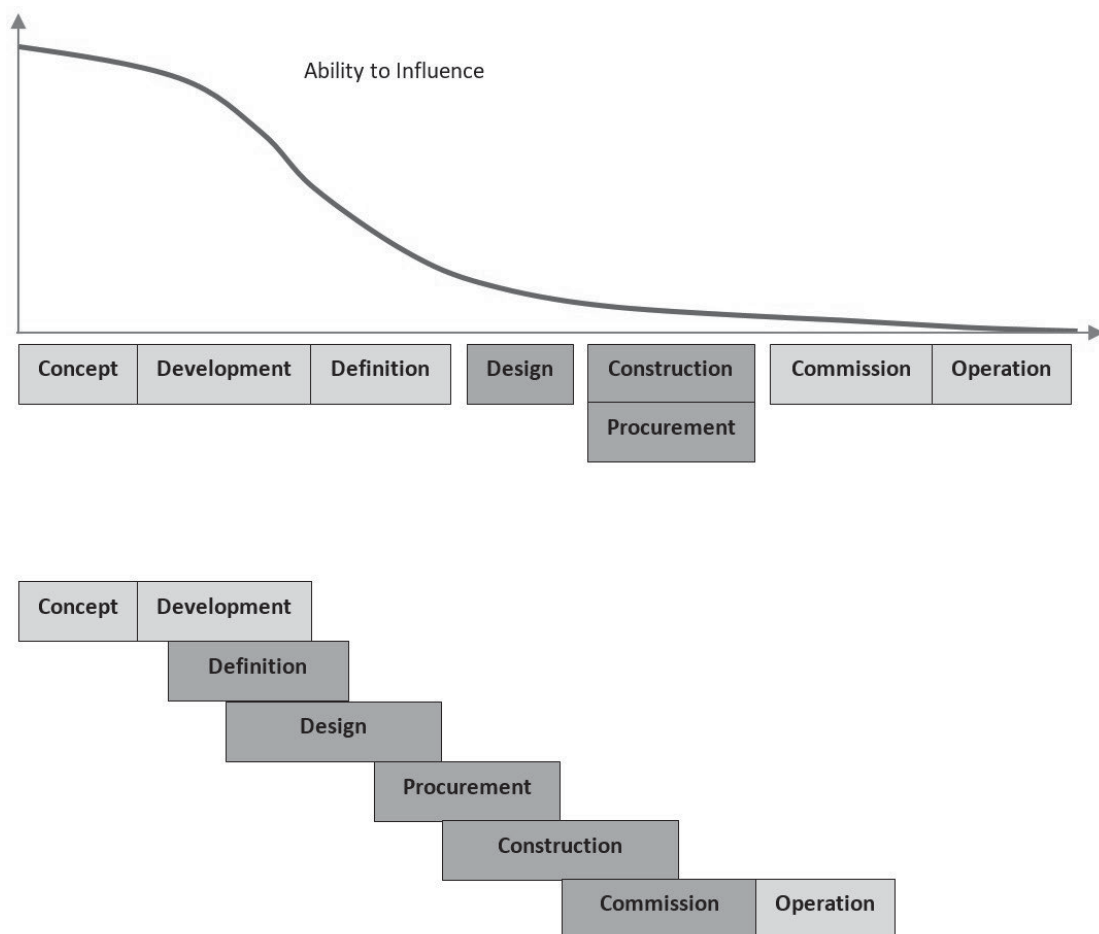 Ability to Influence
Concept Development Definition Design Construction Commission Operation
Procurement
Concept Development
Definition
Design
Procurement
Construction
Commission Operation